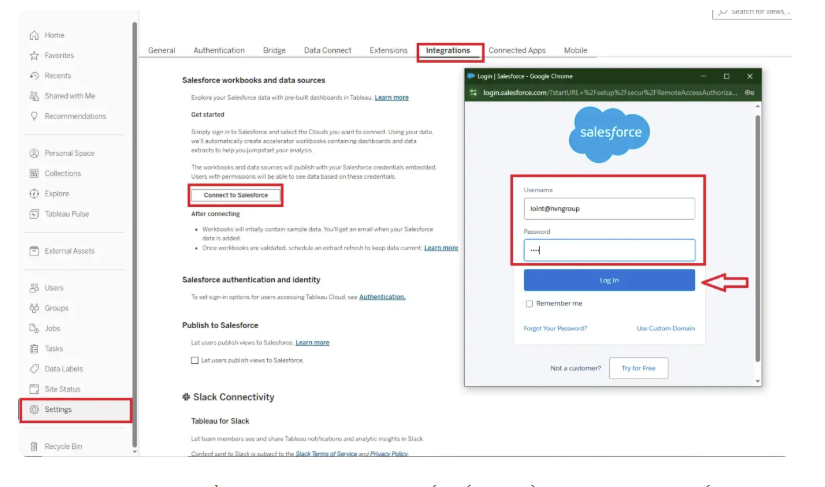 Search for views,
Home
Favorites
Recents
Shared with Me
Recommendations
Personal Space
Collections
Explore
Tableau Pulse
External Assets
Users
Groups
Jobs
Tasks
Data Labels
Site Status
Settings
Recycle Bin
General Authentication Bridge Data Connect Extensions Integrations Connected Apps Mobile
Salesforce workbooks and data sources
Explore your Salesforce data with pre-built dashboards in Tableau. Learn more
Get started
Simply sign in to Salesforce and select the Clouds you want to connect. Using your data,
we'll automatically create accelerator workbooks containing dashboards and data
extracts to help you jumpstart your analysis.
The workbooks and data sources will publish with your Salesforce credentials embedded.
Users with permissions will be able to see data based on these credentials.
Connect to Salesforce
After connecting
• Workbooks will intially contain sample data. You'll get an email when your Salesforce
data is added.
• Once workbooks are validated, schedule an extract refresh to keep data current. Learn more
Salesforce authentication and identity
To set sign-in options for users accessing Tableau Cloud, see Authentication.
Publish to Salesforce
Let users publish views to Salesforce. Learn more
Let users publish views to Salesforce.
Slack Connectivity
Tableau for Slack
Let team members see and share Tableau notifications and analytic insights in Slack
Content sent to Slack is subject to the Slack Terms of Service and Privacy Policy.
Login | Salesforce - Google Chrome
login.salesforce.com/?startURL=%2Fsetup%2Fsecur%2FRemoteAccessAuthoriza...
salesforce
Username
ioint@nvngroup
Password
....
Log In
Remember me
Forgot Your Password? Use Custom Domain
Not a customer? Try for Free